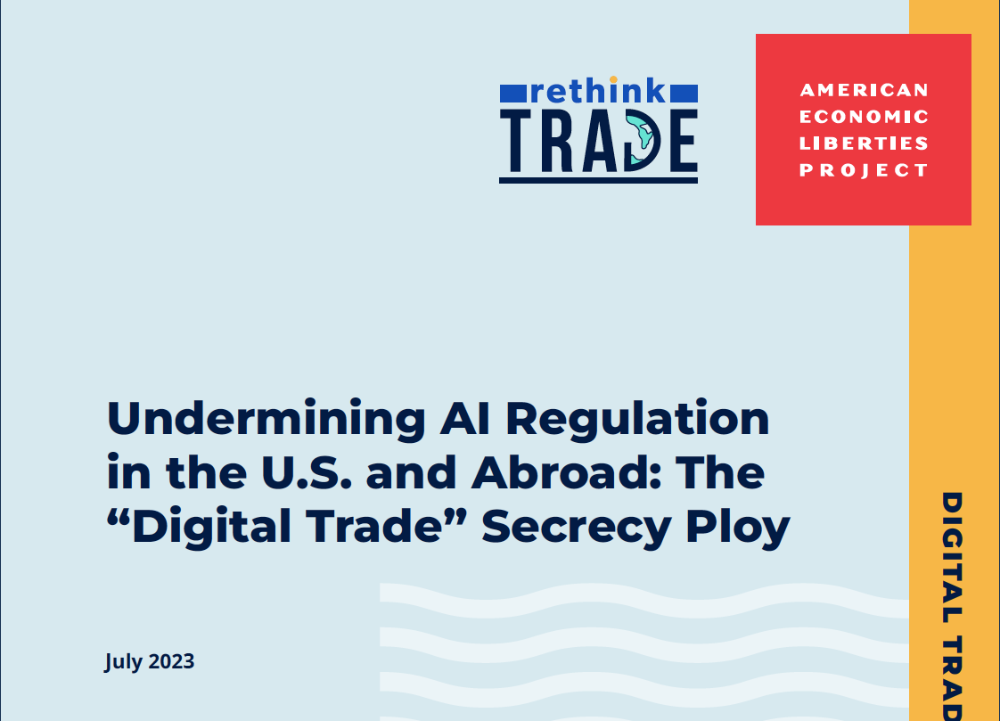 rethink
TRADE
AMERICAN
ECONOMIC
LIBERTIES
PROJECT
Undermining AI Regulation
in the U.S. and Abroad: The
“Digital Trade” Secrecy Ploy
July 2023
DIGITAL TRAD